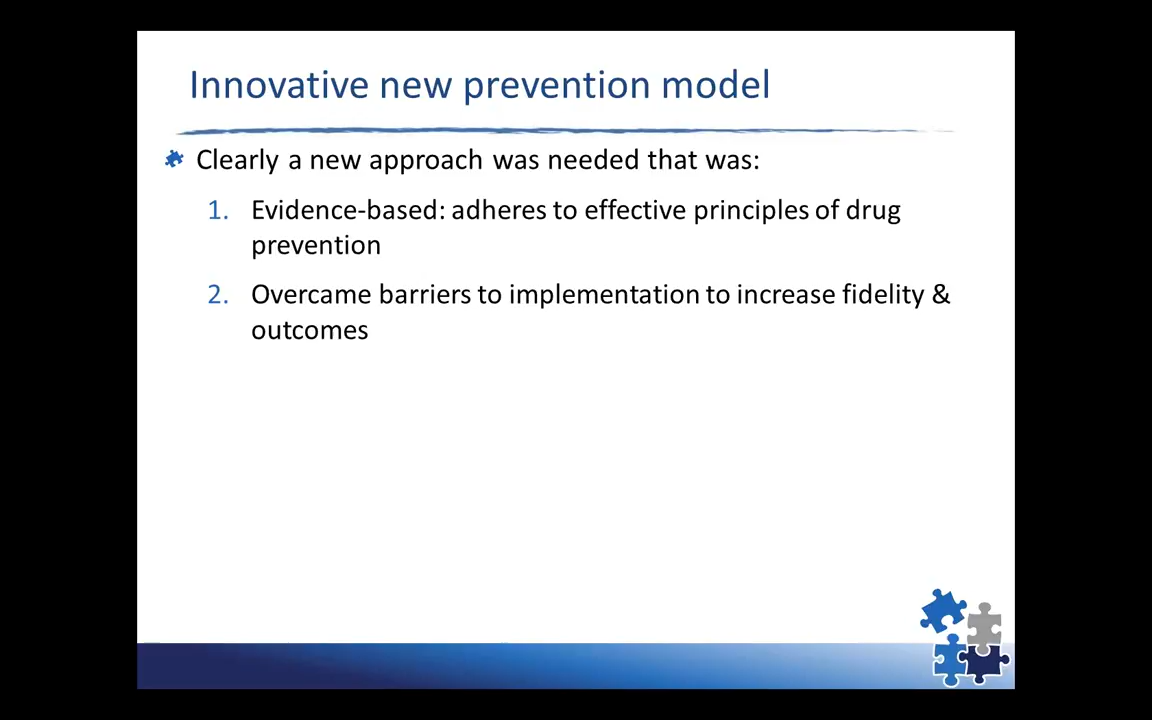 Innovative new prevention model
Clearly a new approach was needed that was:
1. Evidence-based: adheres to effective principles of drug
prevention
2. Overcame barriers to implementation to increase fidelity &
outcomes